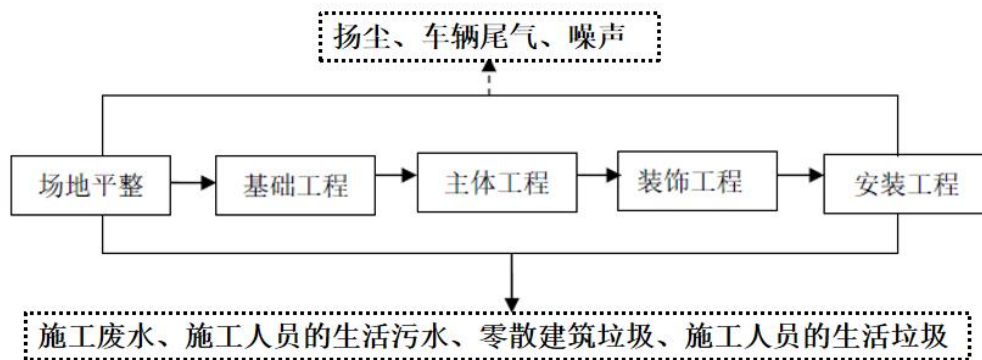 扬尘、车辆尾气、噪声
场地平整
基础工程
主体工程
装饰工程
安装工程
施工废水、施工人员的生活污水、零散建筑垃圾、施工人员的生活垃圾